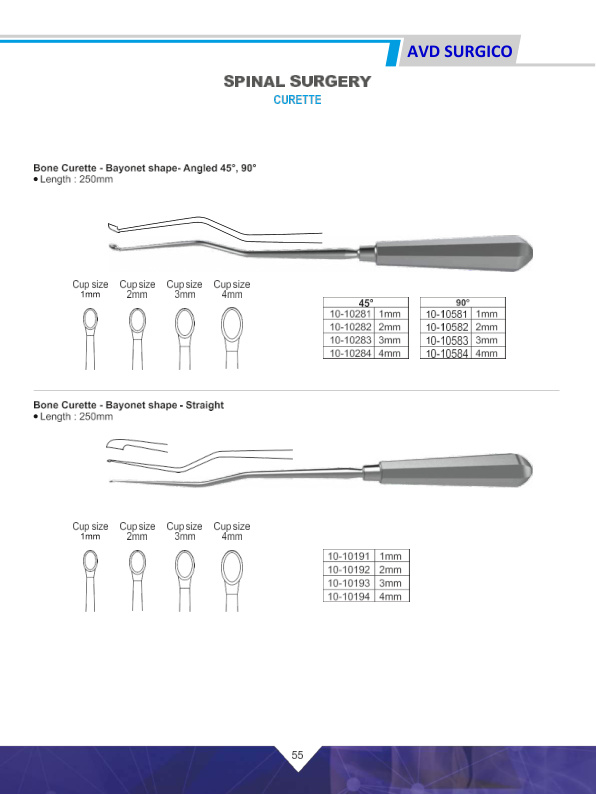 AVD SURGICO
SPINAL SURGERY
CURETTE
Bone Curette - Bayonet shape- Angled 45°, 90°
• Length : 250mm
Cup size Cup size Cup size Cup size
1mm 2mm 3mm 4mm
45°
10-10281 1mm
10-10282 2mm
10-10283 3mm
10-10284 4mm
90°
10-10581 1mm
10-10582 2mm
10-10583 3mm
10-10584 4mm
Bone Curette - Bayonet shape - Straight
• Length : 250mm
Cup size Cup size Cup size Cup size
1mm 2mm 3mm 4mm
10-10191 1mm
10-10192 2mm
10-10193 3mm
10-10194 4mm
55